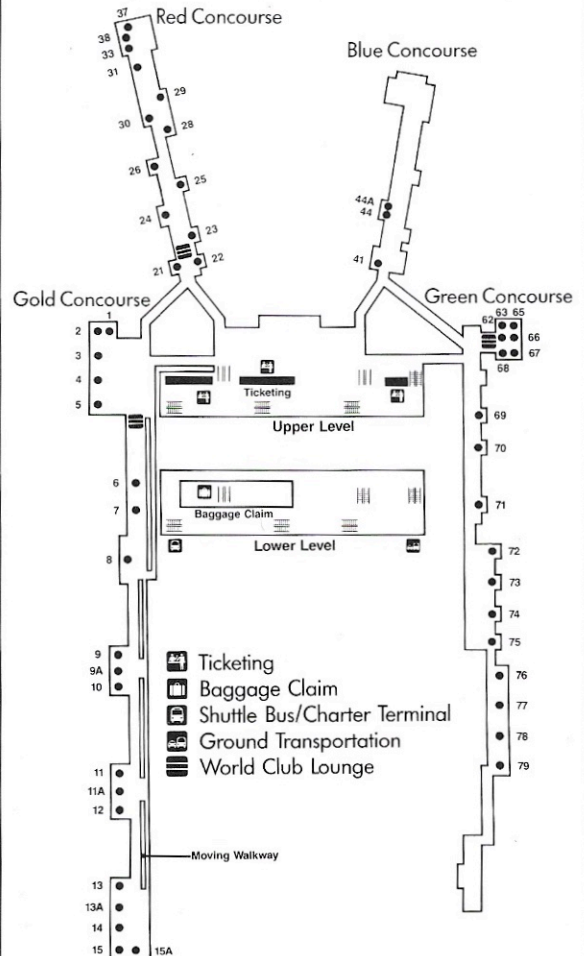 37
Red Concourse
38
33
31
Blue Concourse
29
30
28
26
25
44A
44
24
23
41
22
21
Gold Concourse
Green Concourse
1
63 65
62
2
66
3
67
68
4
Ticketing
5
69
Upper Level
70
6
7
71
Baggage Claim
Lower Level
72
8
73
74
75
9
9A
10
Ticketing
Baggage Claim
Shuttle Bus/Charter Terminal
Ground Transportation
World Club Lounge
76
77
78
79
11
11A
12
Moving Walkway
13
13A
14
15
15A